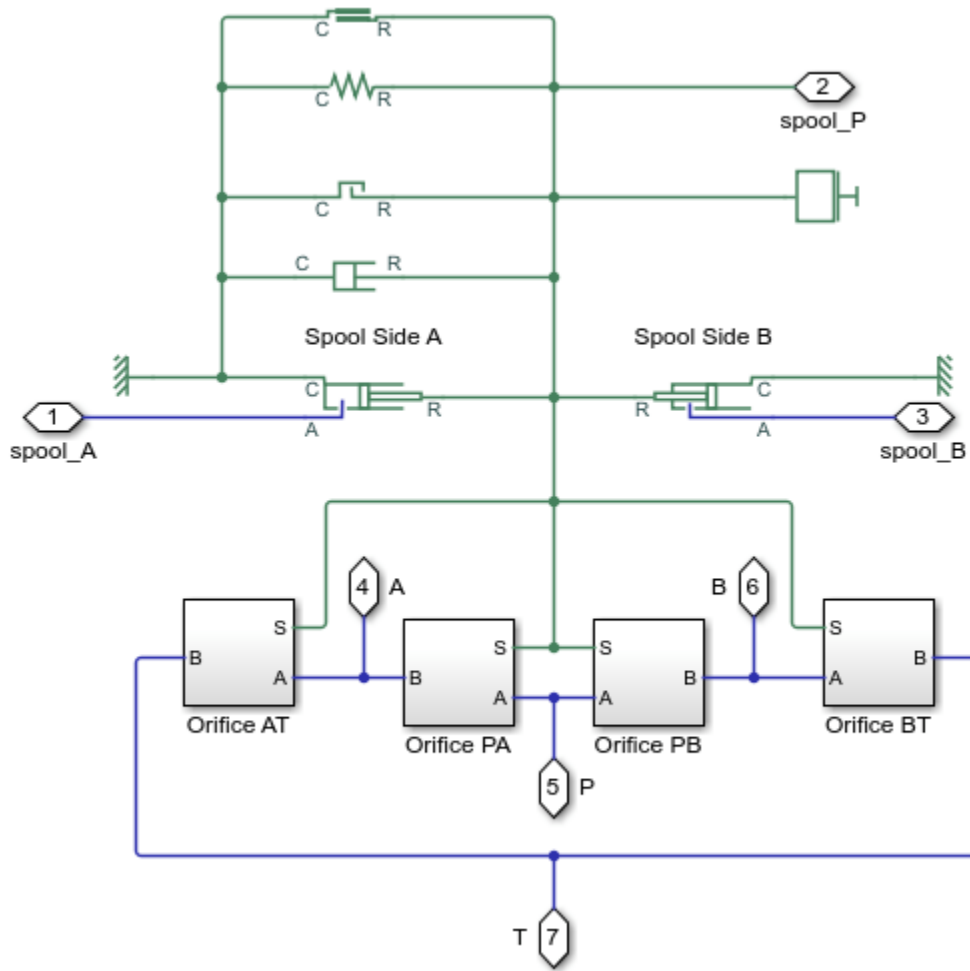 C R
C R
2
spool_P
C R
C R
Spool Side A Spool Side B
C C
R R
1 3
A A
spool_A spool_B
4 A B 6
S S
B S S B
A B B A
A A
Orifice AT Orifice PA Orifice PB Orifice BT
5 P
T 7